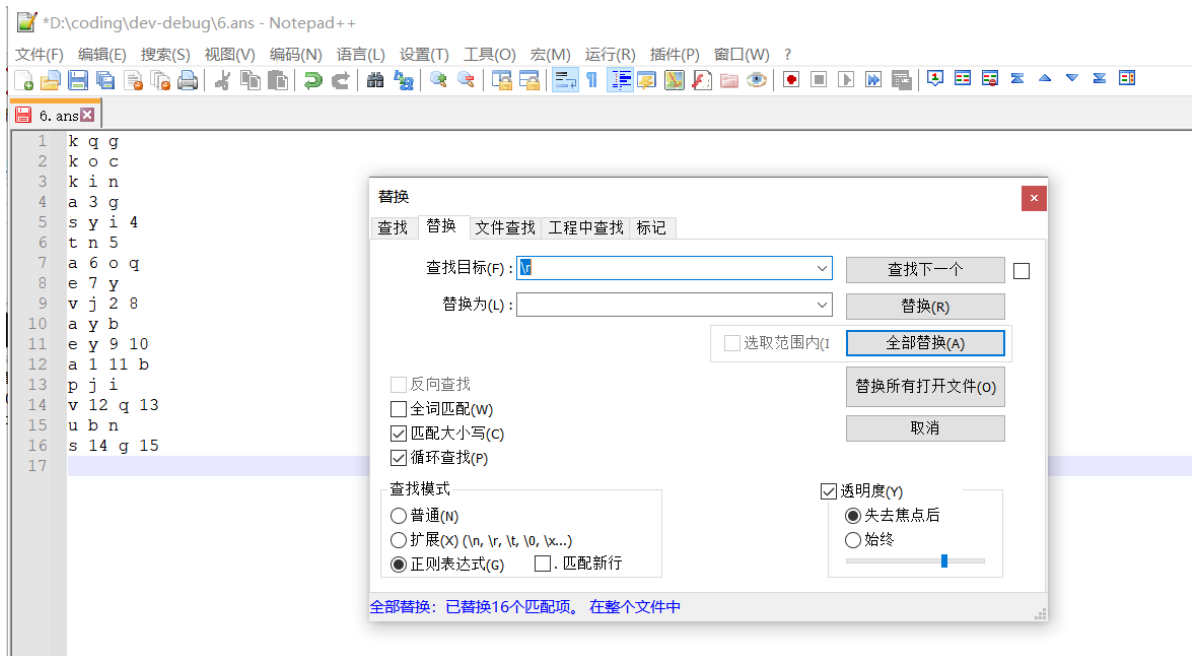 *D:\coding\dev-debug\6.ans - Notepad++
文件(F) 编辑(E) 搜索(S) 视图(V) 编码(N) 语言(L) 设置(T) 工具(O) 宏(M) 运行(R) 插件(P) 窗口(W) ?
6.ans
1 k q g
2 k o c
3 k i n
4 a 3 g
5 s y i 4
6 t n 5
7 a 6 o q
8 e 7 y
9 v j 2 8
10 a y b
11 e y 9 10
12 a 1 11 b
13 p j i
14 v 12 q 13
15 u b n
16 s 14 g 15
17
替换
查找 替换 文件查找 工程中查找 标记
查找目标(F) : \r 查找下一个
替换为(L) : 替换(R)
选取范围内(I 全部替换(A)
替换所有打开文件(O)
取消
反向查找
全词匹配(W)
匹配大小写(C)
循环查找(P)
查找模式
普通(N)
扩展(X) (\n, \r, \t, \0, \x...)
正则表达式(G) . 匹配新行
透明度(Y)
失去焦点后
始终
全部替换: 已替换16个匹配项。 在整个文件中